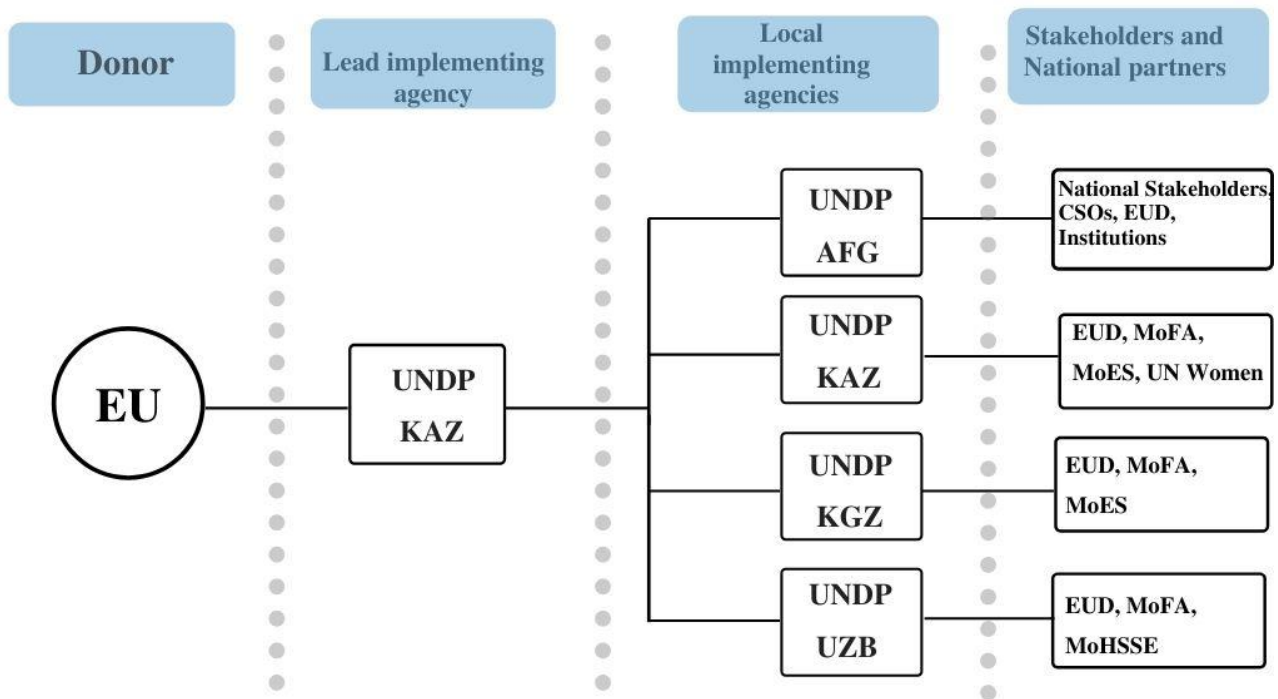 Donor
Lead implementing
agency
Local
implementing
agencies
Stakeholders and
National partners
EU
UNDP
KAZ
UNDP
AFG
National Stakeholders,
CSOs, EUD,
Institutions
UNDP
KAZ
EUD, MoFA,
MoES, UN Women
UNDP
KGZ
EUD, MoFA,
MoES
UNDP
UZB
EUD, MoFA,
MoHSSE